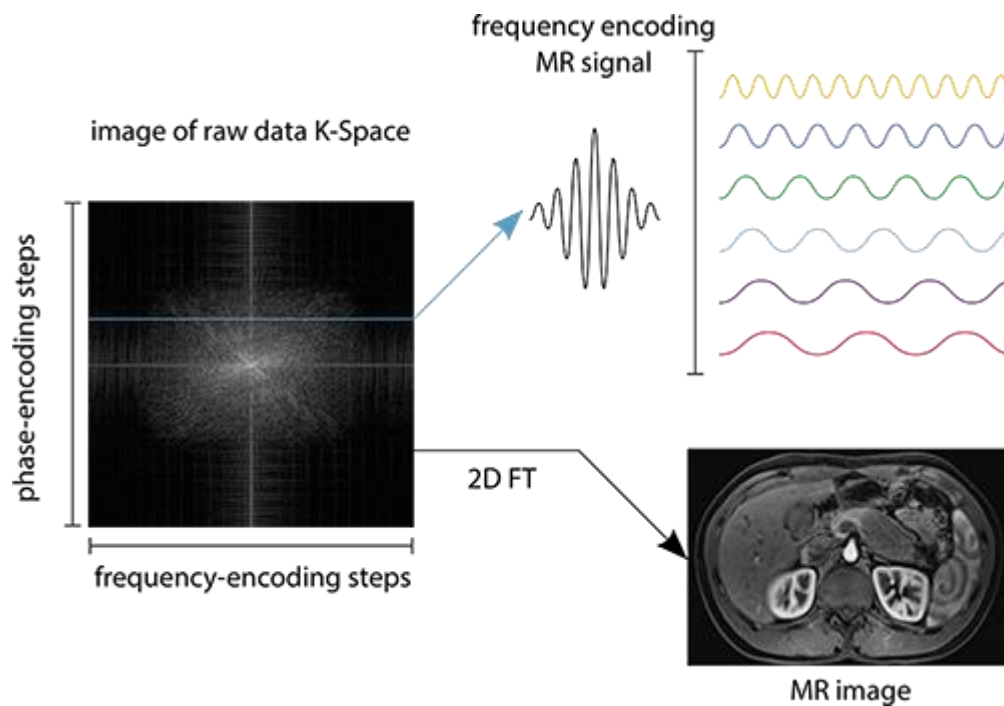 frequency encoding
MR signal
image of raw data K-Space
phase-encoding steps
frequency-encoding steps
2D FT
MR image